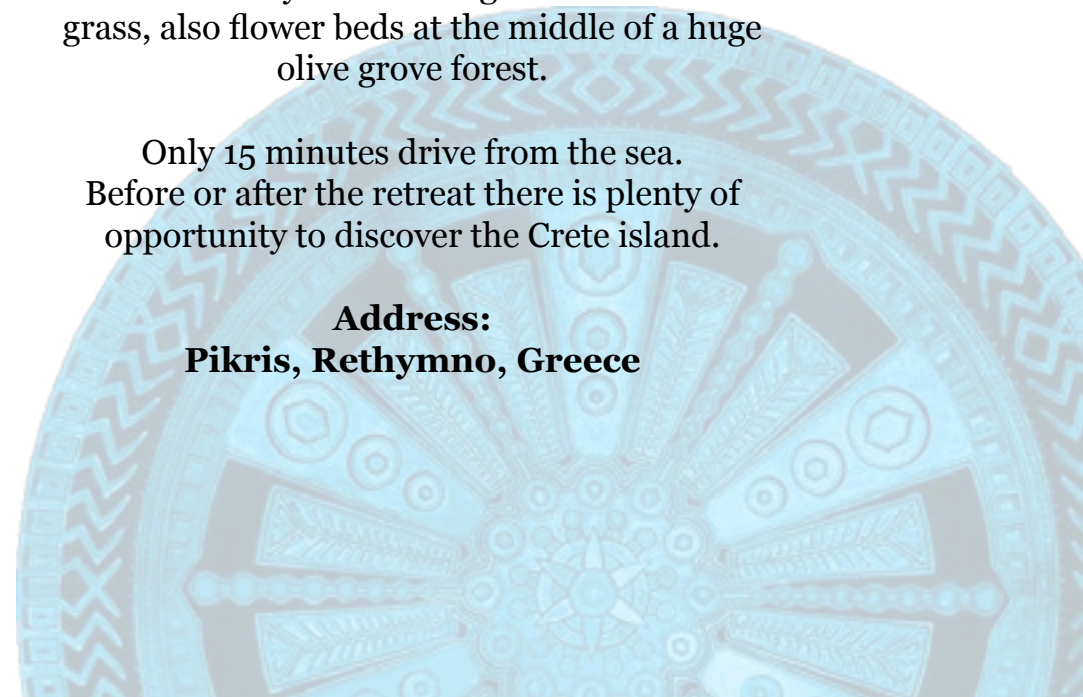 grass, also flower beds at the middle of a huge
olive grove forest.
Only 15 minutes drive from the sea.
Before or after the retreat there is plenty of
opportunity to discover the Crete island.
Address:
Pikris, Rethymno, Greece